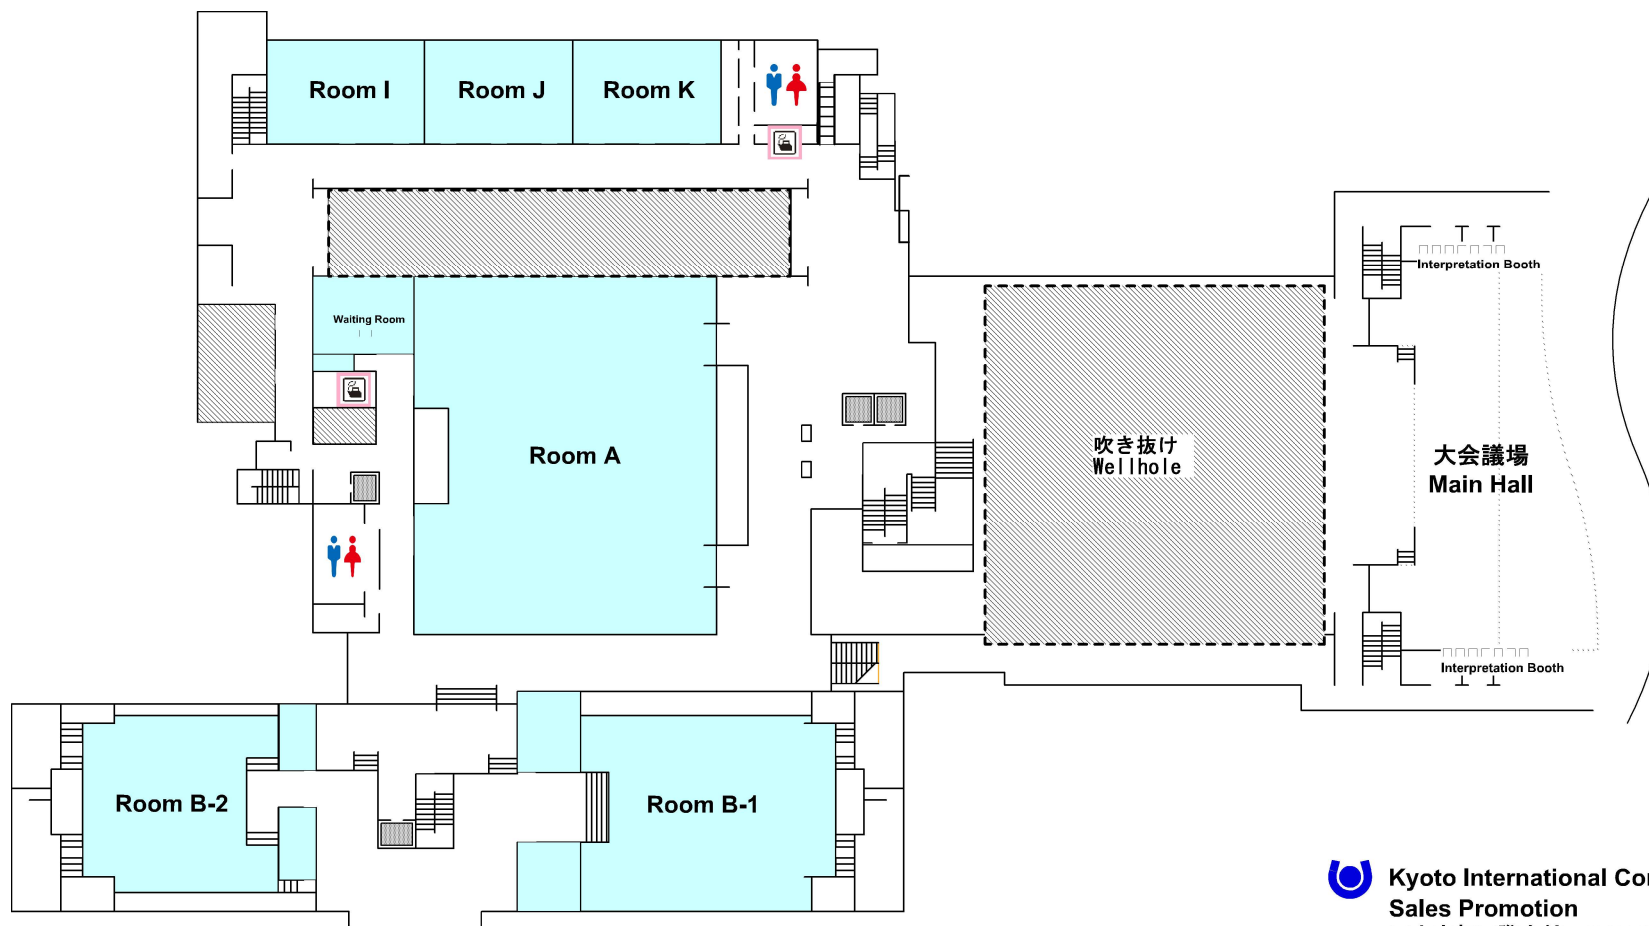 Room I
Room J
Room K
Interpretation Booth
Waiting Room
Room A
吹き抜け
Wellhole
大会議場
Main Hall
Interpretation Booth
Room B-2
Room B-1
Kyoto International
Sales Promotion